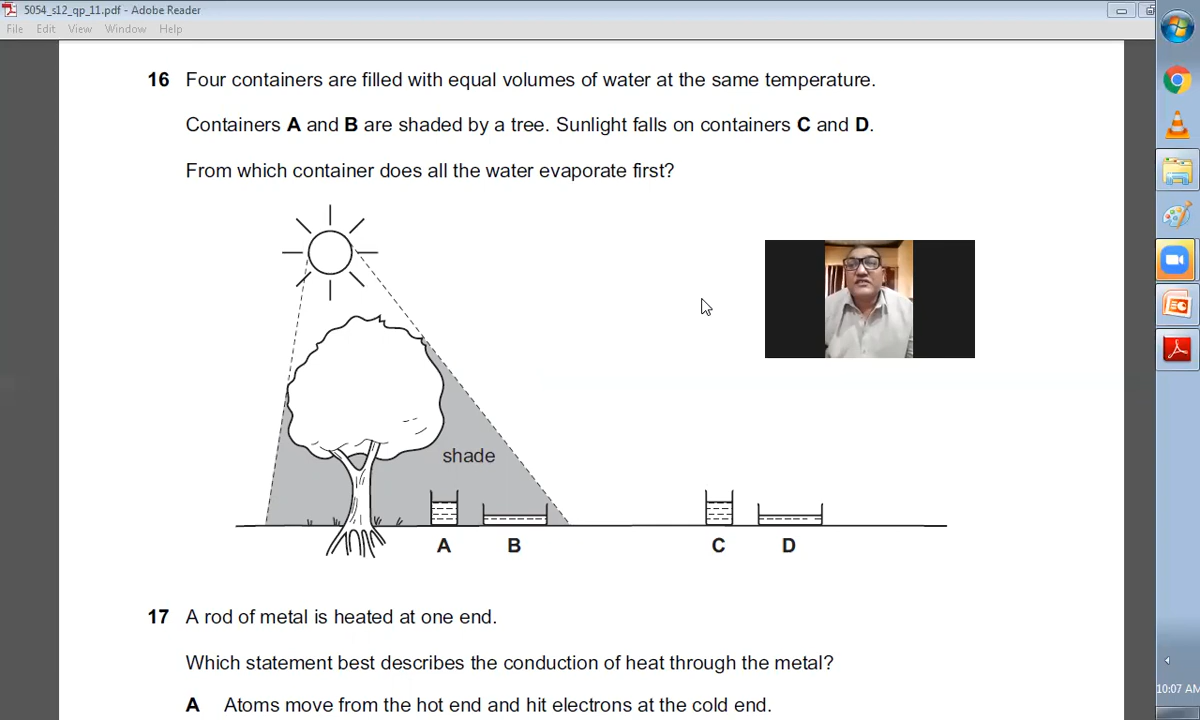 5054_s12_qp_11.pdf - Adobe Reader
File Edit View Window Help
16 Four containers are filled with equal volumes of water at the same temperature.
Containers A and B are shaded by a tree. Sunlight falls on containers C and D.
From which container does all the water evaporate first?
shade
A B C D
17 A rod of metal is heated at one end.
Which statement best describes the conduction of heat through the metal?
A Atoms move from the hot end and hit electrons at the cold end.
10:07 AM